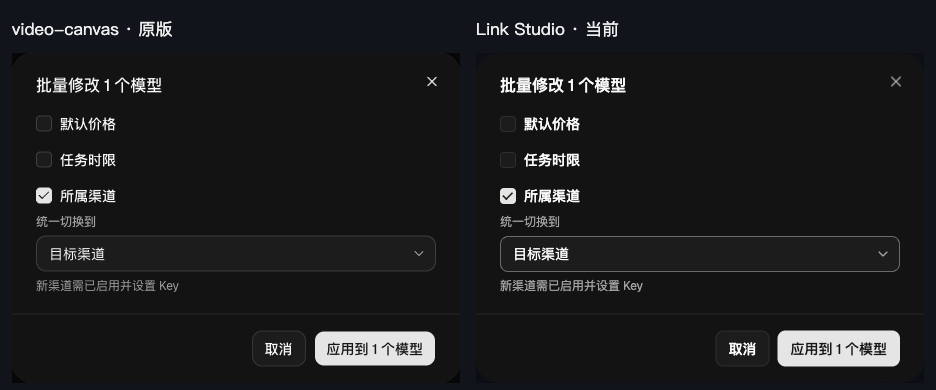 video-canvas · 原版
批量修改 1 个模型
默认价格
任务时限
所属渠道
统一切换到
目标渠道
新渠道需已启用并设置 Key
取消
应用到 1 个模型
Link Studio · 当前
批量修改 1 个模型
默认价格
任务时限
所属渠道
统一切换到
目标渠道
新渠道需已启用并设置 Key
取消
应用到 1 个模型